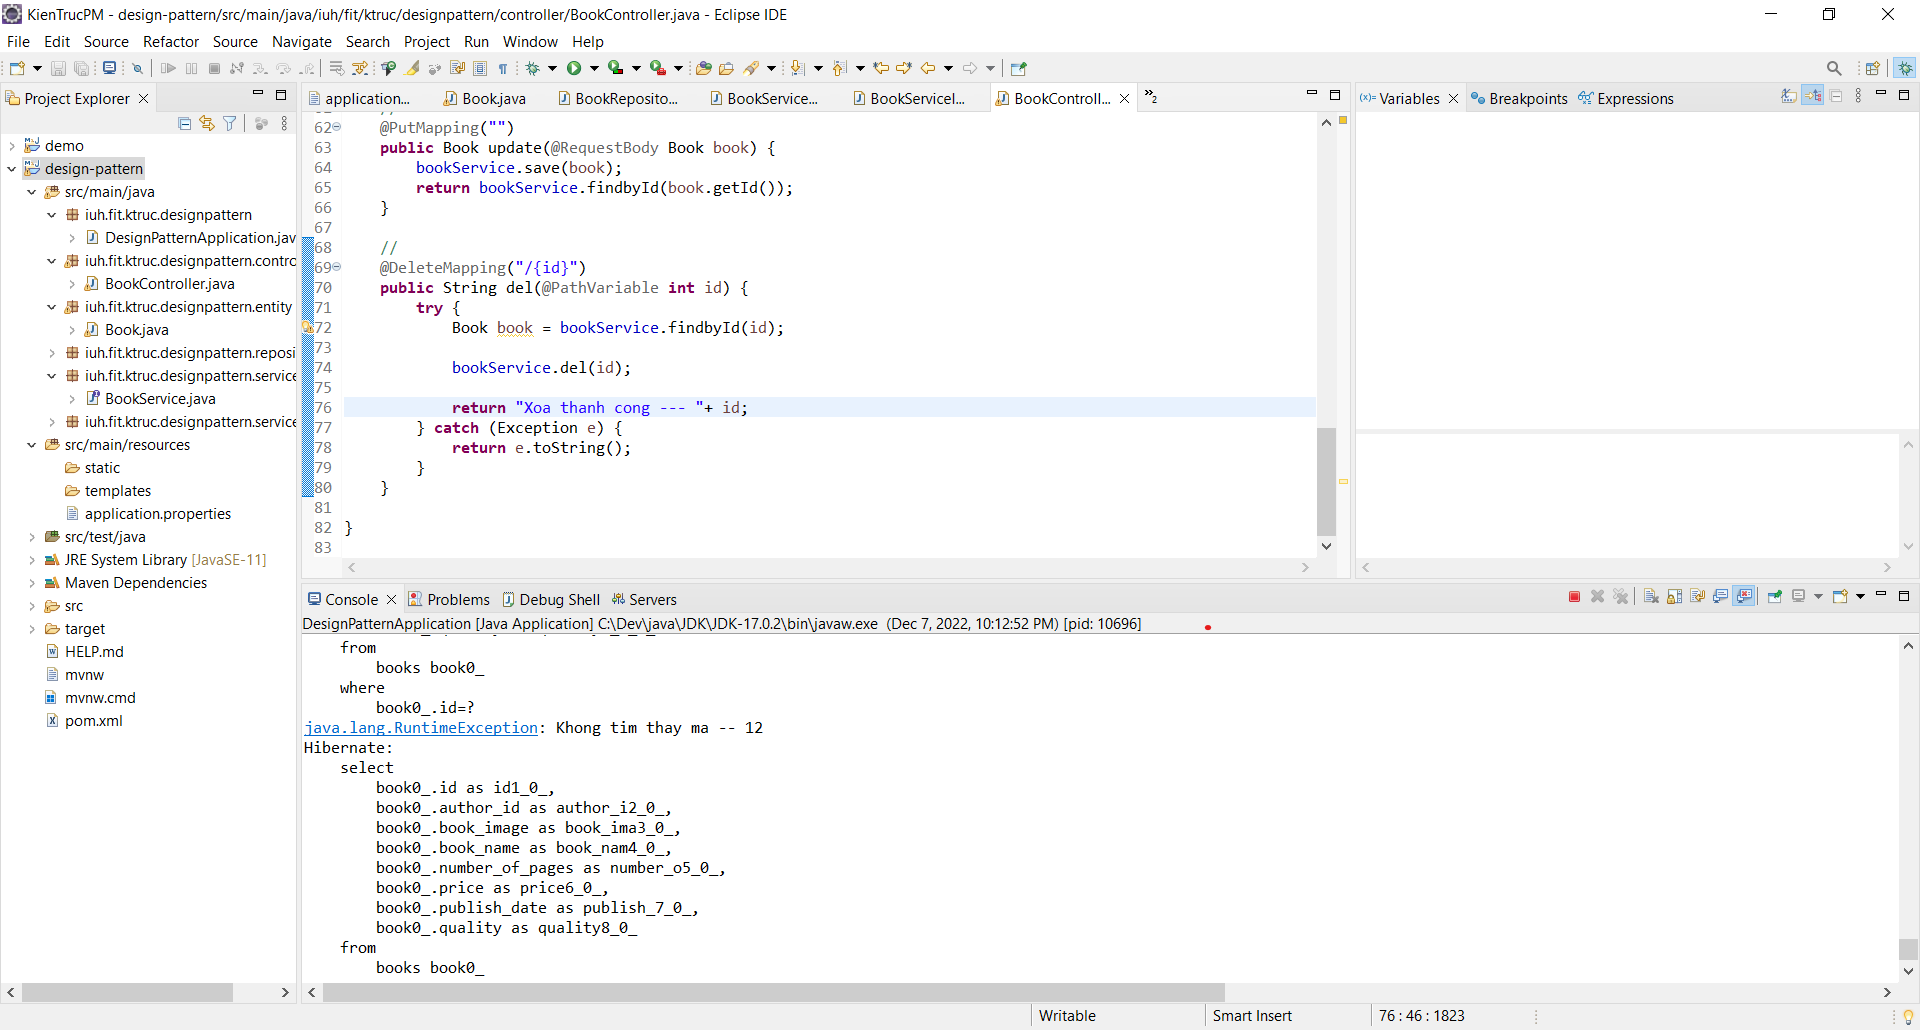 KienTrucPM - design-pattern/src/main/java/iuh/fit/ktruc/designpattern/controller/BookController.java - Eclipse IDE
File Edit Source Refactor Source Navigate Search Project Run Window Help
Project Explorer
demo
design-pattern
src/main/java
iuh.fit.ktruc.designpattern
DesignPatternApplication.jav
iuh.fit.ktruc.designpattern.contro
BookController.java
iuh.fit.ktruc.designpattern.entity
Book.java
iuh.fit.ktruc.designpattern.reposi
iuh.fit.ktruc.designpattern.service
BookService.java
iuh.fit.ktruc.designpattern.service
src/main/resources
static
templates
application.properties
src/test/java
JRE System Library [JavaSE-11]
Maven Dependencies
src
target
HELP.md
mvnw
mvnw.cmd
pom.xml
application... Book.java BookReposito... BookService... BookServiceI... BookControll... »2
62 @PutMapping("")
63 public Book update(@RequestBody Book book) {
64 bookService.save(book);
65 return bookService.findbyId(book.getId());
66 }
67
68 //
69 @DeleteMapping("/{id}")
70 public String del(@PathVariable int id) {
71 try {
72 Book book = bookService.findbyId(id);
73
74 bookService.del(id);
75
76 return "Xoa thanh cong --- "+ id;
77 } catch (Exception e) {
78 return e.toString();
79 }
80 }
81
82 }
83
(x)= Variables Breakpoints Expressions
Console Problems Debug Shell Servers
DesignPatternApplication [Java Application] C:\Dev\java\JDK\JDK-17.0.2\bin\javaw.exe (Dec 7, 2022, 10:12:52 PM) [pid: 10696]
from
books book0_
where
book0_.id=?
java.lang.RuntimeException: Khong tim thay ma -- 12
Hibernate:
select
book0_.id as id1_0_,
book0_.author_id as author_i2_0_,
book0_.book_image as book_ima3_0_,
book0_.book_name as book_nam4_0_,
book0_.number_of_pages as number_o5_0_,
book0_.price as price6_0_,
book0_.publish_date as publish_7_0_,
book0_.quality as quality8_0_
from
books book0_
Writable Smart Insert 76 : 46 : 1823